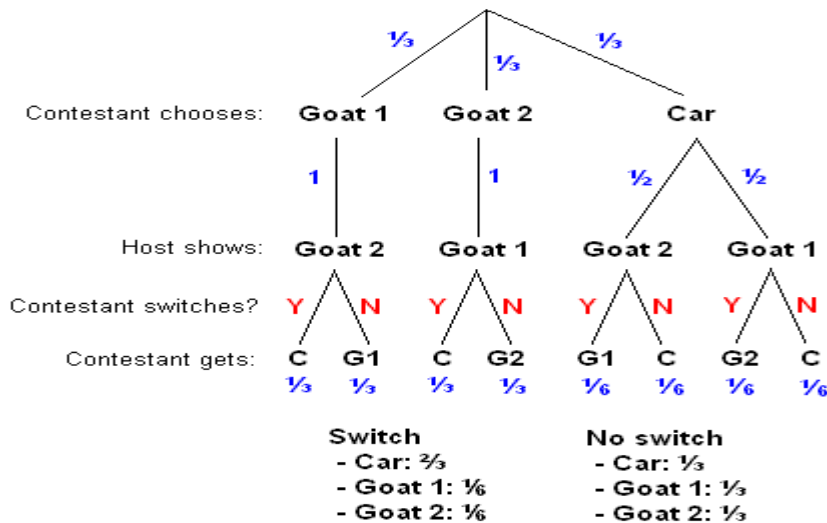 ⅓ ⅓ ⅓
Contestant chooses: Goat 1 Goat 2 Car
1 1 ½ ½
Host shows: Goat 2 Goat 1 Goat 2 Goat 1
Contestant switches? Y N Y N Y N Y N
Contestant gets: C G1 C G2 G1 C G2 C
⅓ ⅓ ⅓ ⅓ ⅙ ⅙ ⅙ ⅙
Switch
- Car: ⅔
- Goat 1: ⅙
- Goat 2: ⅙
No switch
- Car: ⅓
- Goat 1: ⅓
- Goat 2: ⅓